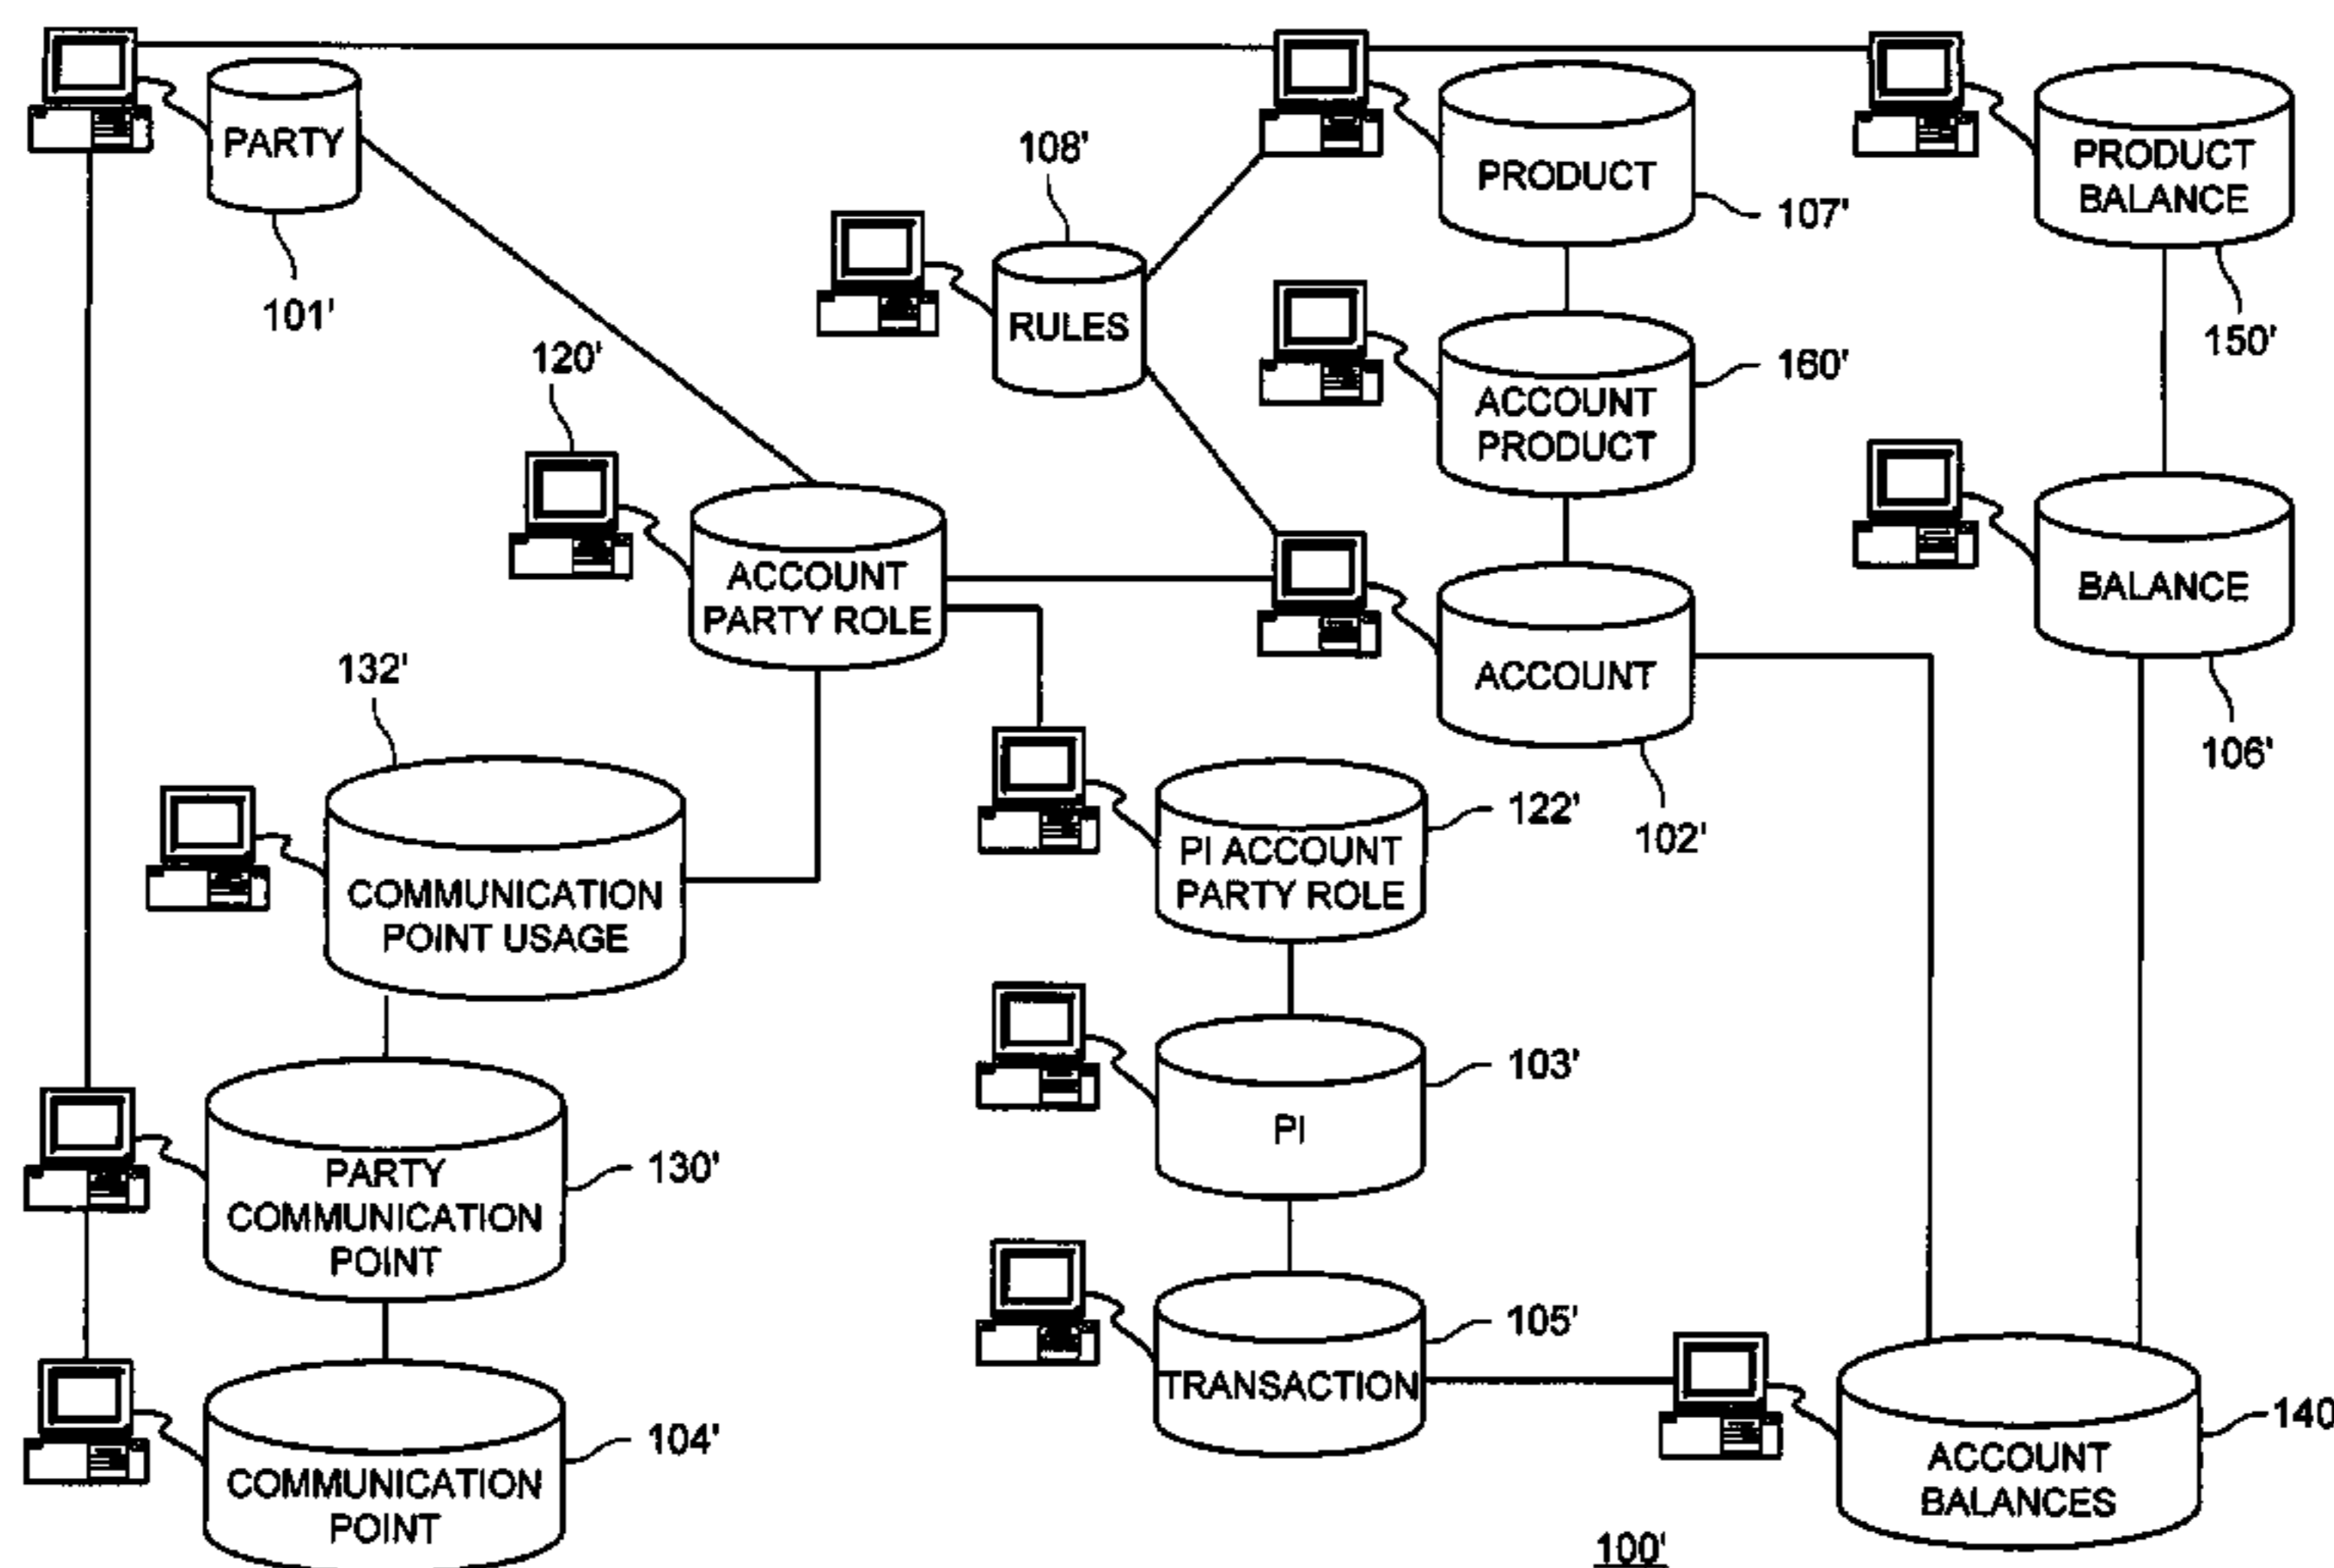 PARTY
101'
108'
RULES
PRODUCT
107'
PRODUCT
BALANCE
150'
120'
ACCOUNT
PRODUCT
160'
ACCOUNT
PARTY ROLE
ACCOUNT
102'
BALANCE
106'
132'
COMMUNICATION
POINT USAGE
PI ACCOUNT
PARTY ROLE
122'
PARTY
COMMUNICATION
POINT
130'
PI
103'
COMMUNICATION
POINT
104'
TRANSACTION
105'
ACCOUNT
BALANCES
140
100'